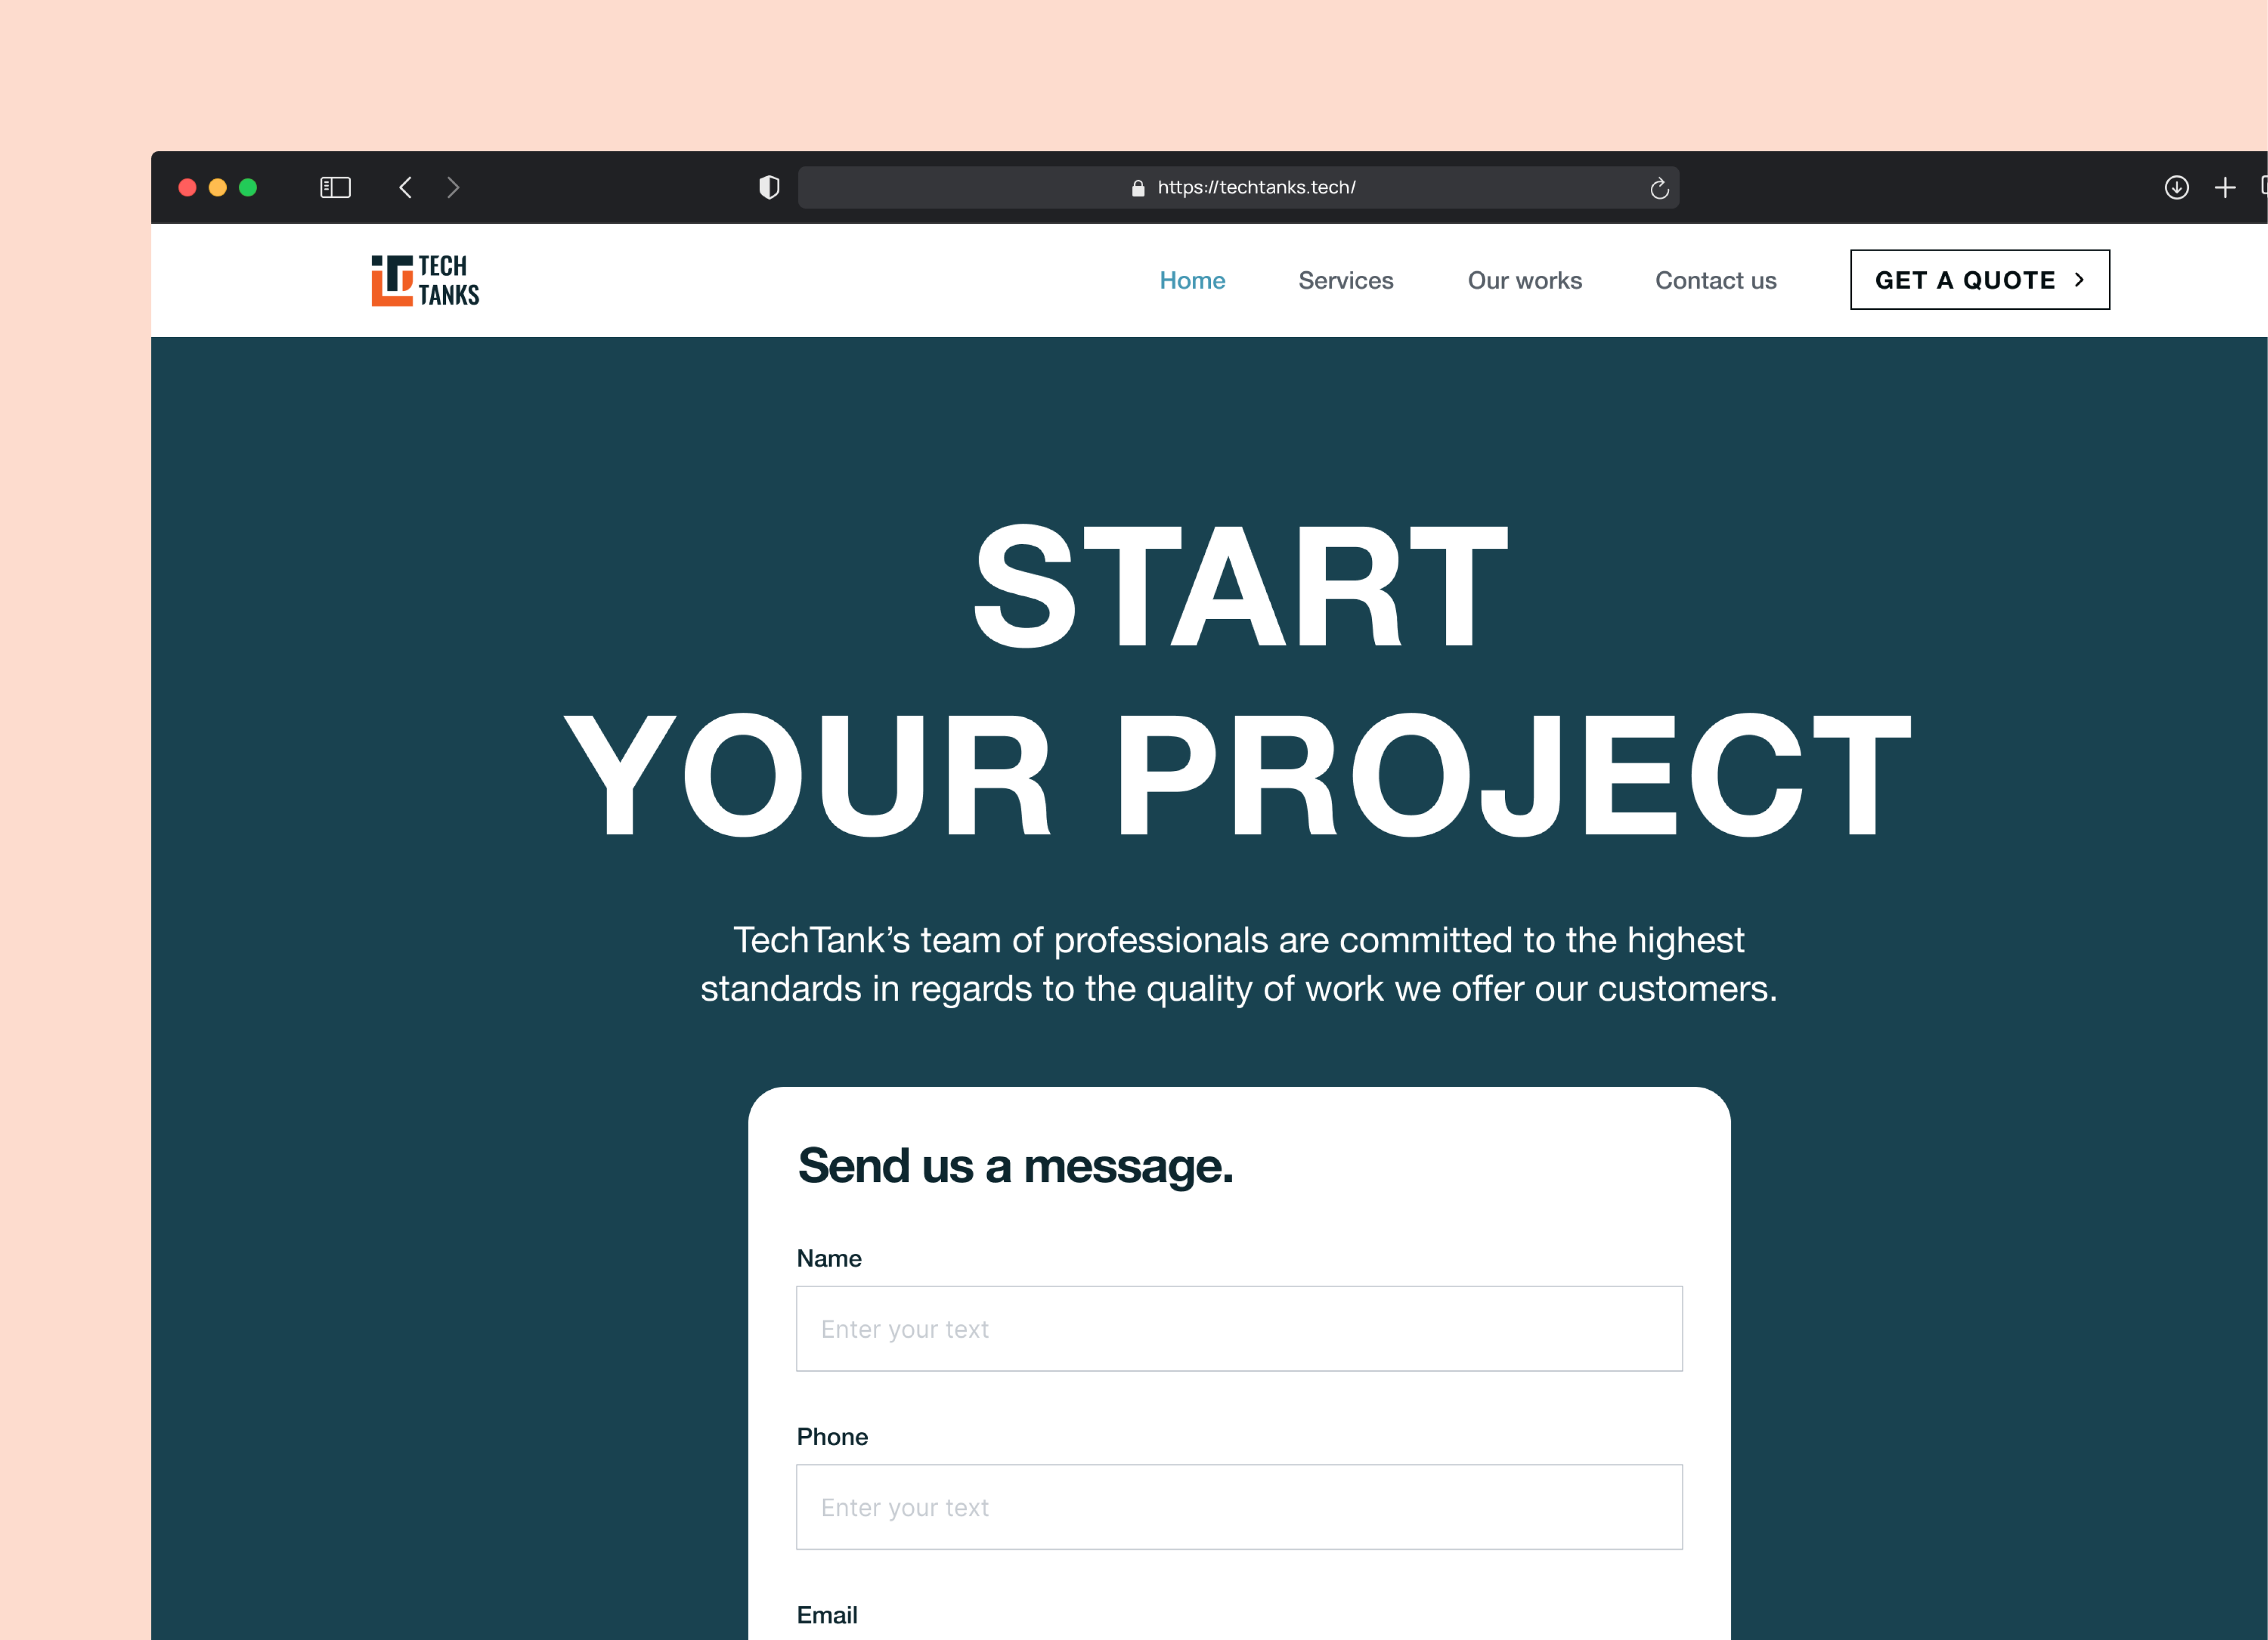 https://techtanks.tech/
TECH
TANKS
Home
Services
Our works
Contact us
GET A QUOTE
START
YOUR PROJECT
TechTank’s team of professionals are committed to the highest
standards in regards to the quality of work we offer our customers.
Send us a message.
Name
Enter your text
Phone
Enter your text
Email